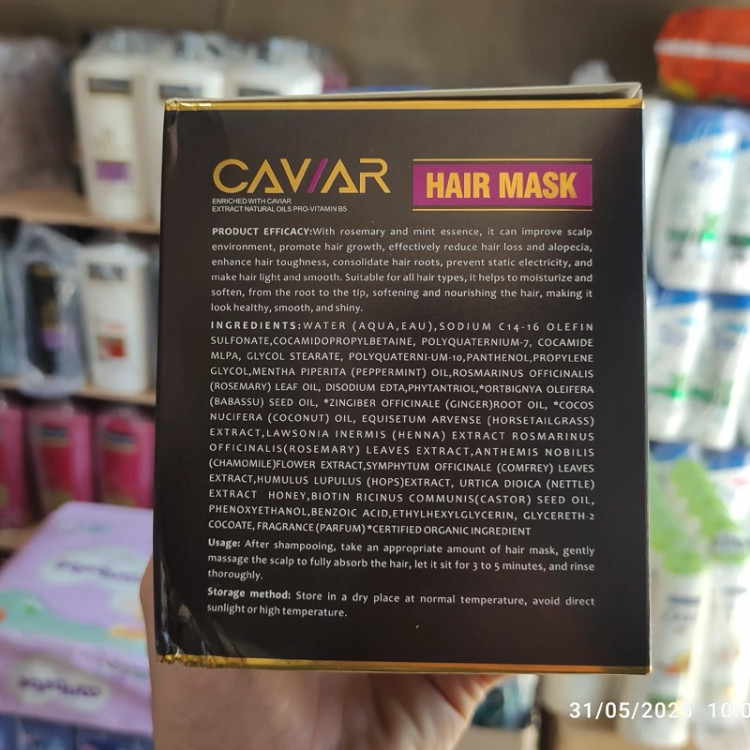 CAVIAR
HAIR MASK
ENRICHED WITH CAVIAR
EXTRACT NATURAL OILS PRO-VITAMIN B5
PRODUCT EFFICACY:With rosemary and mint essence, it can improve scalp
environment, promote hair growth, effectively reduce hair loss and alopecia,
enhance hair toughness, consolidate hair roots, prevent static electricity, and
make hair light and smooth. Suitable for all hair types, it helps to moisturize and
soften, from the root to the tip, softening and nourishing the hair, making it
look healthy, smooth, and shiny.
INGREDIENTS:WATER (AQUA,EAU),SODIUM C14-16 OLEFIN
SULFONATE,COCAMIDOPROPYLBETAINE, POLYQUATERNIUM-7, COCAMIDE
MLPA, GLYCOL STEARATE, POLYQUATERNI-UM-10,PANTHENOL,PROPYLENE
GLYCOL,MENTHA PIPERITA (PEPPERMINT) OIL,ROSMARINUS OFFICINALIS
(ROSEMARY) LEAF OIL, DISODIUM EDTA,PHYTANTRIOL,*ORTBIGNYA OLEIFERA
(BABASSU) SEED OIL, *ZINGIBER OFFICINALE (GINGER)ROOT OIL, *COCOS
NUCIFERA (COCONUT) OIL, EQUISETUM ARVENSE (HORSETAILGRASS)
EXTRACT,LAWSONIA INERMIS (HENNA) EXTRACT ROSMARINUS
OFFICINALIS(ROSEMARY) LEAVES EXTRACT,ANTHEMIS NOBILIS
(CHAMOMILE)FLOWER EXTRACT,SYMPHYTUM OFFICINALE (COMFREY) LEAVES
EXTRACT,HUMULUS LUPULUS (HOPS)EXTRACT, URTICA DIOICA (NETTLE)
EXTRACT HONEY,BIOTIN RICINUS COMMUNIS(CASTOR) SEED OIL,
PHENOXYETHANOL,BENZOIC ACID,ETHYLHEXYLGLYCERIN, GLYCERETH-2
COCOATE, FRAGRANCE (PARFUM) *CERTIFIED ORGANIC INGREDIENT
Usage: After shampooing, take an appropriate amount of hair mask, gently
massage the scalp to fully absorb the hair, let it sit for 3 to 5 minutes, and rinse
thoroughly.
Storage method: Store in a dry place at normal temperature, avoid direct
sunlight or high temperature.
31/05/2025 10:0